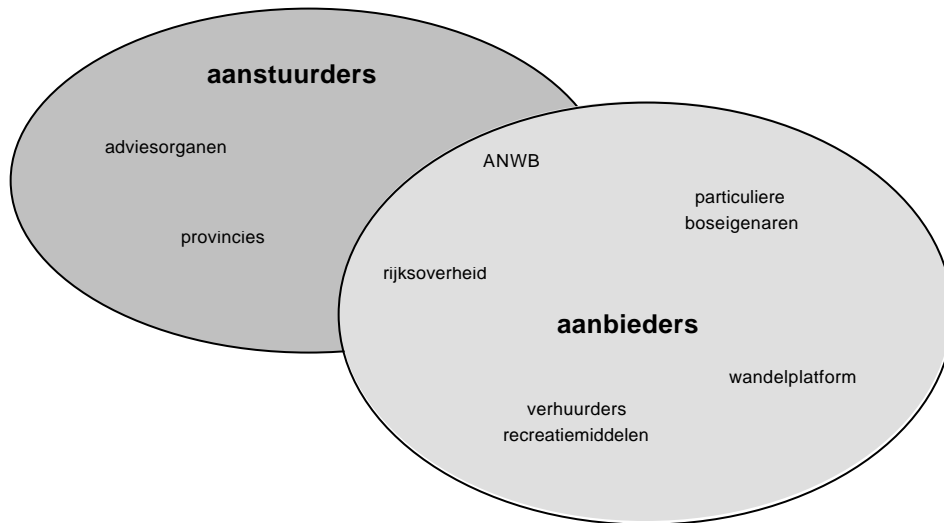 aanstuurders
adviesorganen
ANWB
particuliere
boseigenaren
provincies
rijksoverheid
aanbieders
wandelplatform
verhuurders
recreatiemiddelen